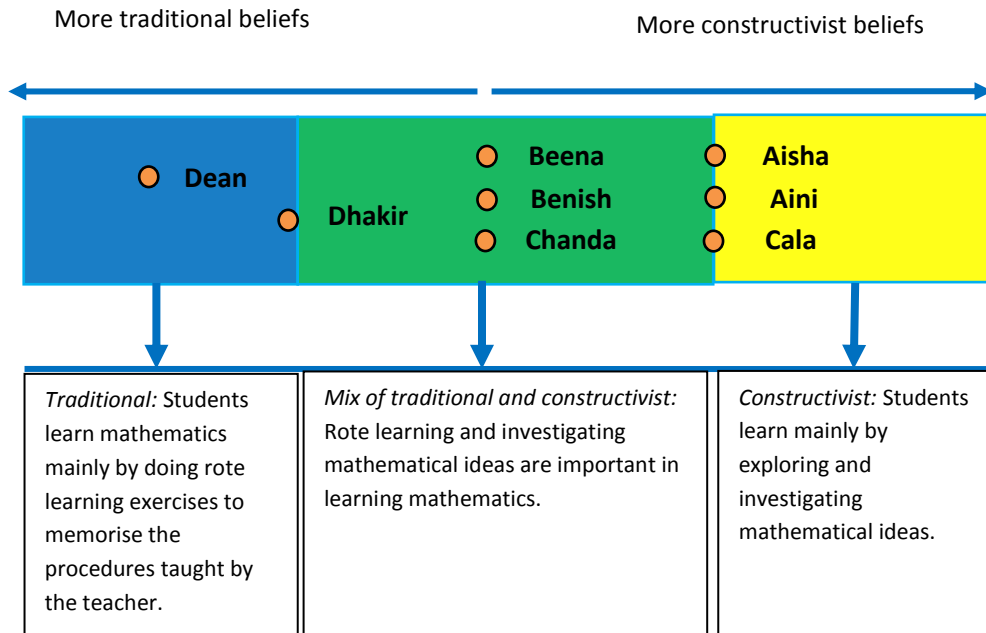 More traditional beliefs
More constructivist beliefs
Dean
Dhakir
Beena
Benish
Chanda
Aisha
Aini
Cala
Traditional: Students
learn mathematics
mainly by doing rote
learning exercises to
memorise the
procedures taught by
the teacher.
Mix of traditional and constructivist:
Rote learning and investigating
mathematical ideas are important in
learning mathematics.
Constructivist: Students
learn mainly by
exploring and
investigating
mathematical ideas.